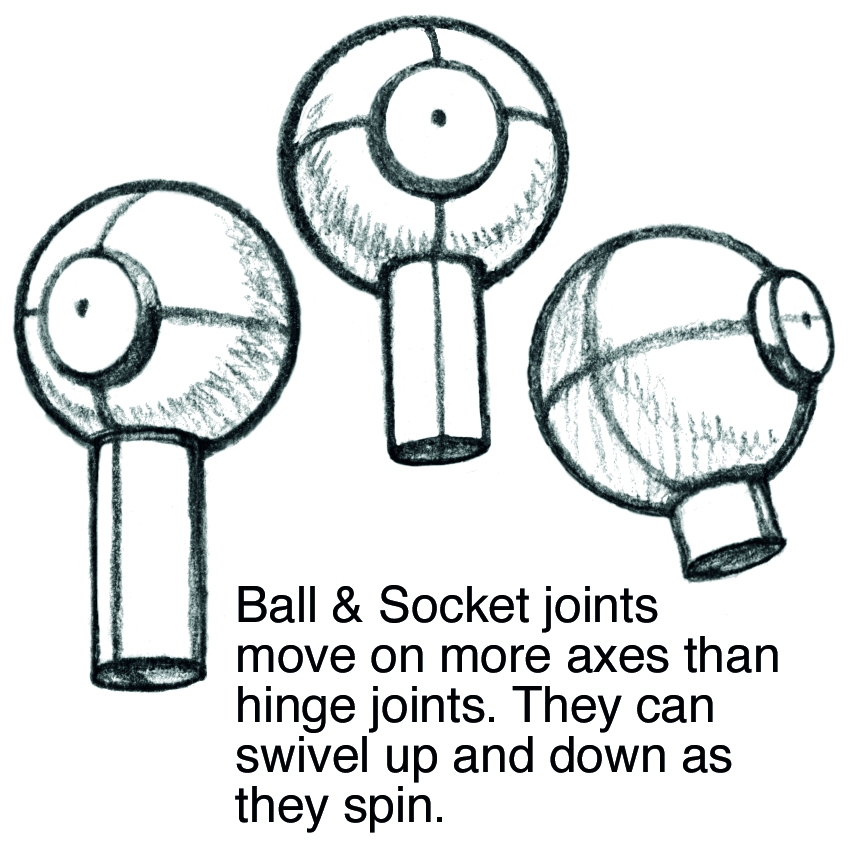 Ball & Socket joints
move on more axes than
hinge joints. They can
swivel up and down as
they spin.